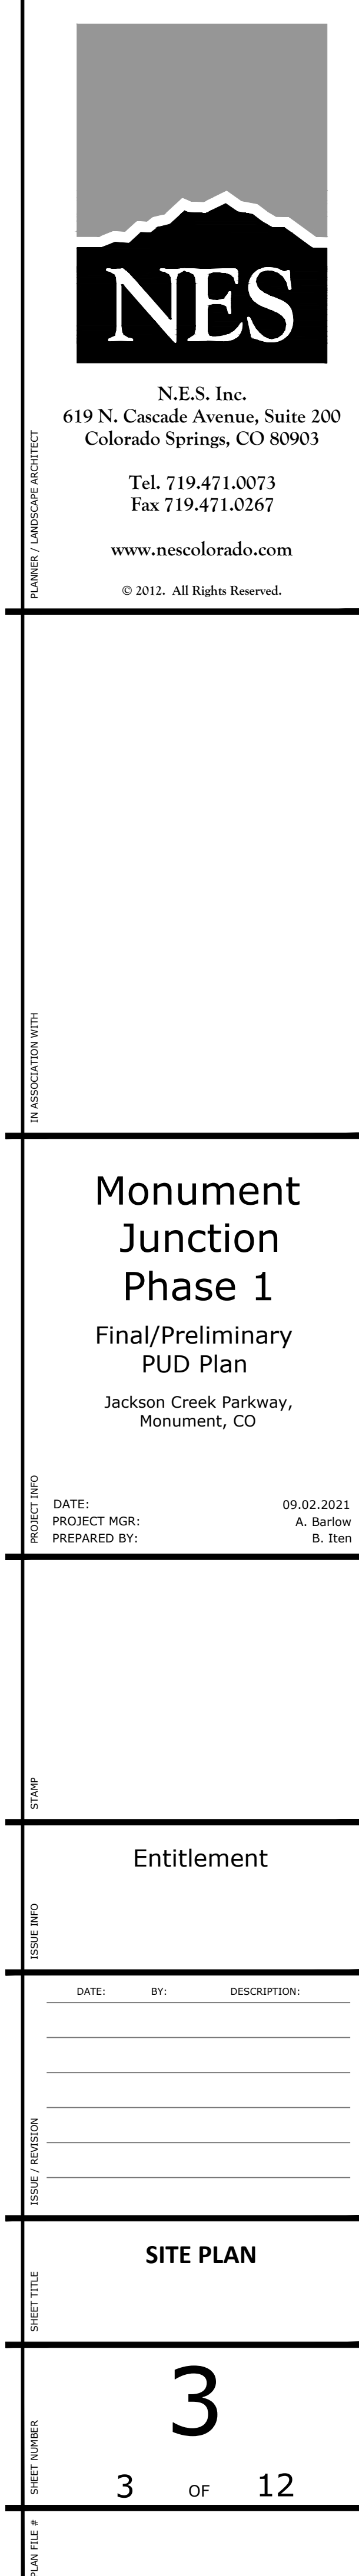 NES
N.E.S. Inc.
619 N. Cascade Avenue, Suite 200
Colorado Springs, CO 80903
Tel. 719.471.0073
Fax 719.471.0267
www.nescolorado.com
© 2012. All Rights Reserved.
PLANNER / LANDSCAPE ARCHITECT
IN ASSOCIATION WITH
Monument
Junction
Phase 1
Final/Preliminary
PUD Plan
Jackson Creek Parkway,
Monument, CO
DATE: 09.02.2021
PROJECT MGR: A. Barlow
PREPARED BY: B. Iten
PROJECT INFO
STAMP
Entitlement
ISSUE INFO
DATE: BY: DESCRIPTION:
ISSUE / REVISION
SITE PLAN
SHEET TITLE
3
3 OF 12
SHEET NUMBER
PLAN FILE #